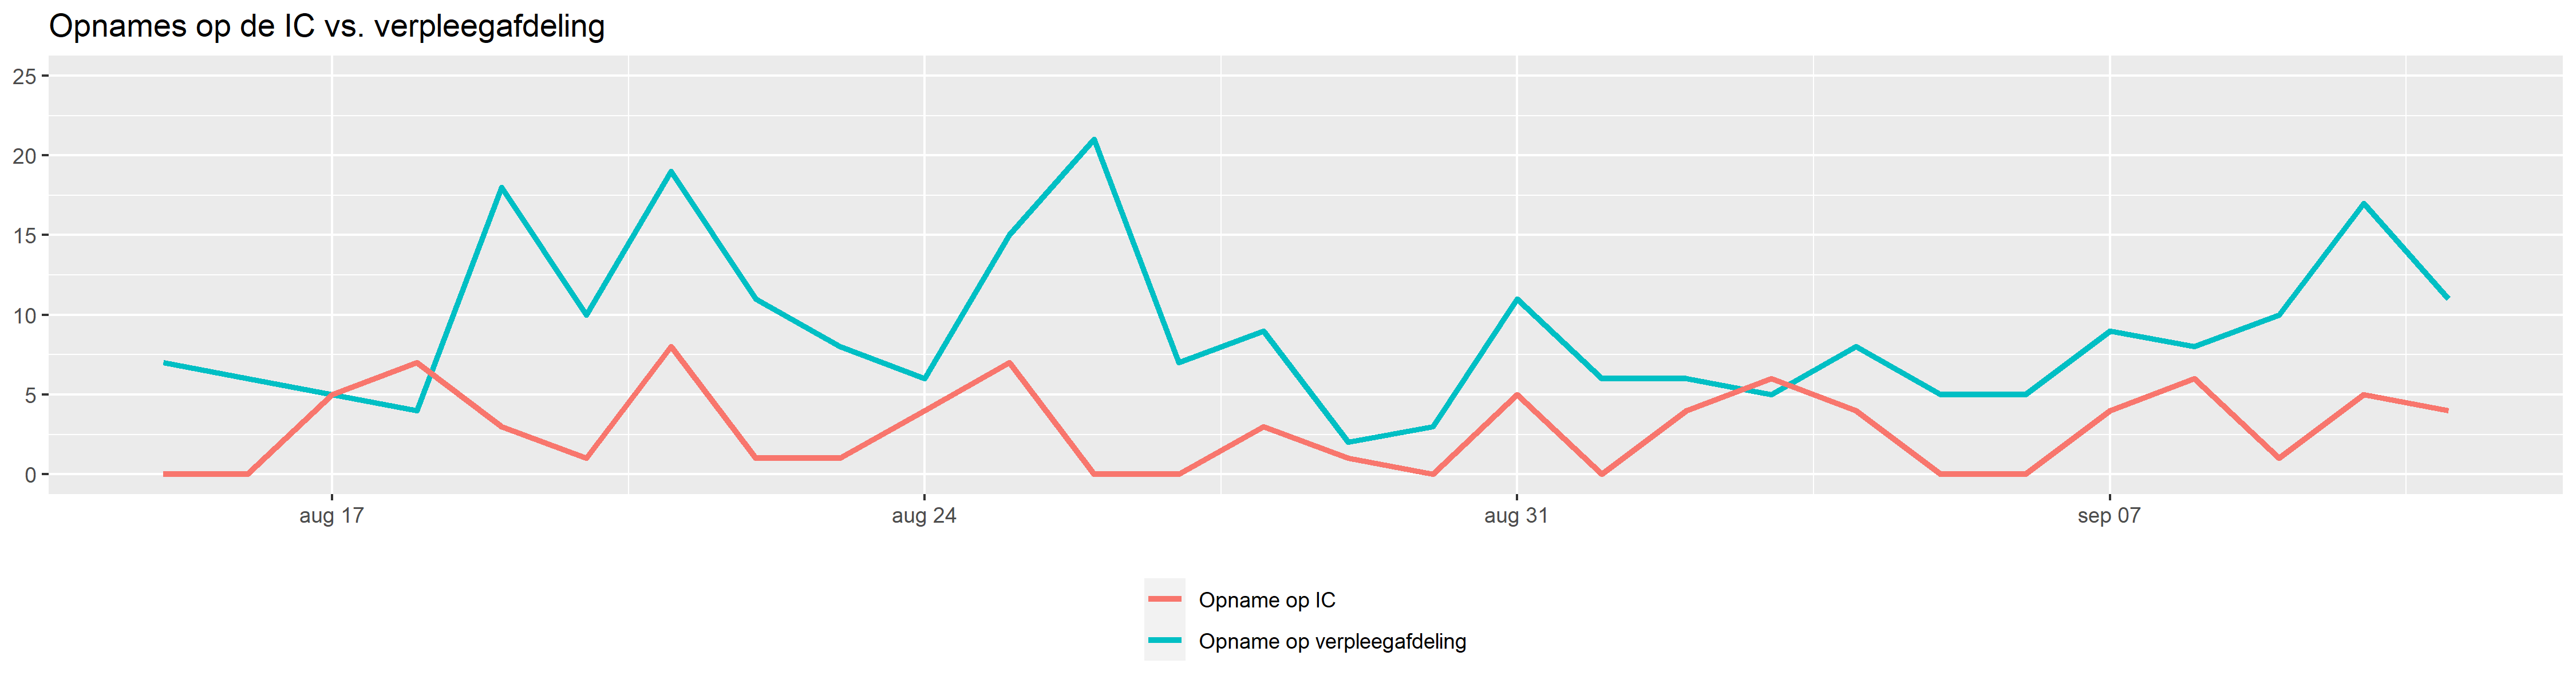 Opnames op de IC vs. verpleegafdeling
25
20
15
10
5
0
aug 17 aug 24 aug 31 sep 07
Opname op IC
Opname op verpleegafdeling